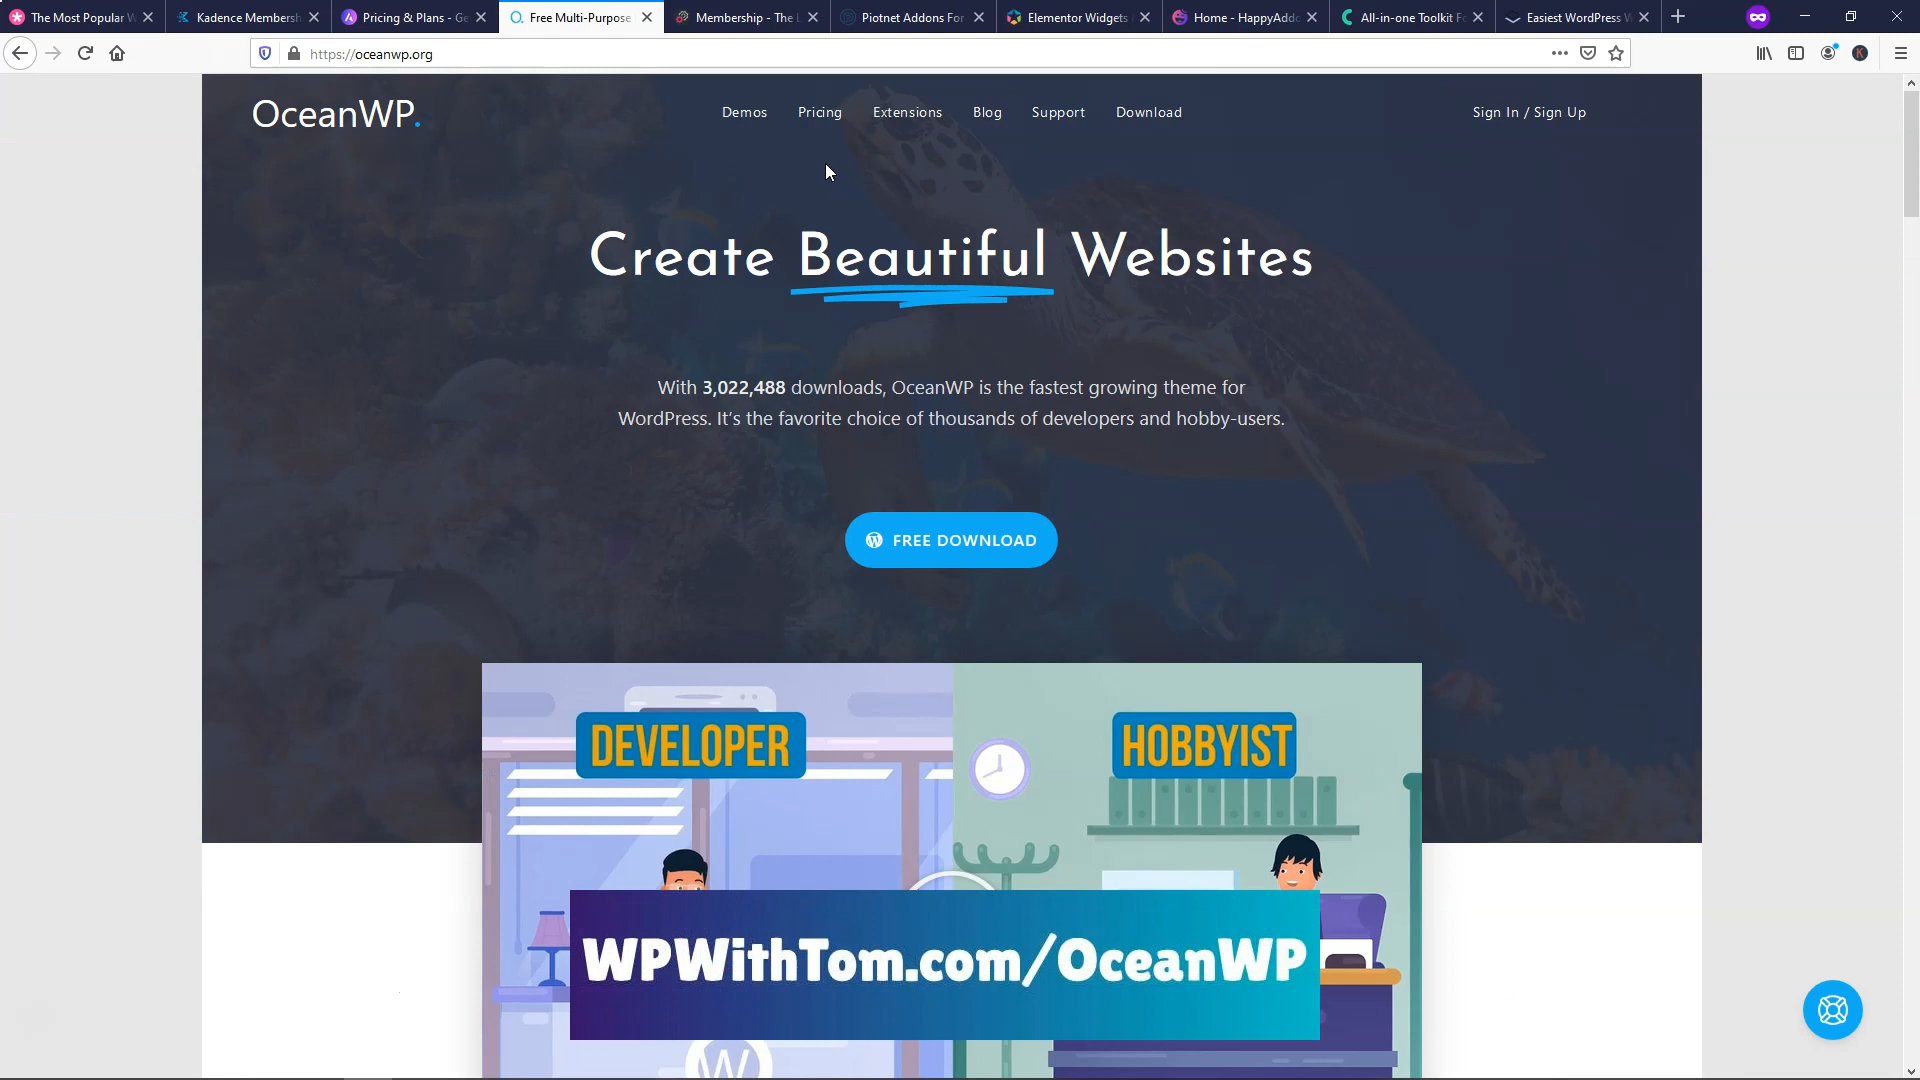 The Most Popular W
Kadence Membersh
Pricing & Plans - Ge
Free Multi-Purpose
Membership - The L
Piotnet Addons For
Elementor Widgets
Home - HappyAddo
All-in-one Toolkit Fo
Easiest WordPress W
https://oceanwp.org
K
OceanWP.
Demos
Pricing
Extensions
Blog
Support
Download
Sign In / Sign Up
Create Beautiful Websites
With 3,022,488 downloads, OceanWP is the fastest growing theme for
WordPress. It's the favorite choice of thousands of developers and hobby-users.
FREE DOWNLOAD
DEVELOPER
HOBBYIST
WPWithTom.com/OceanWP